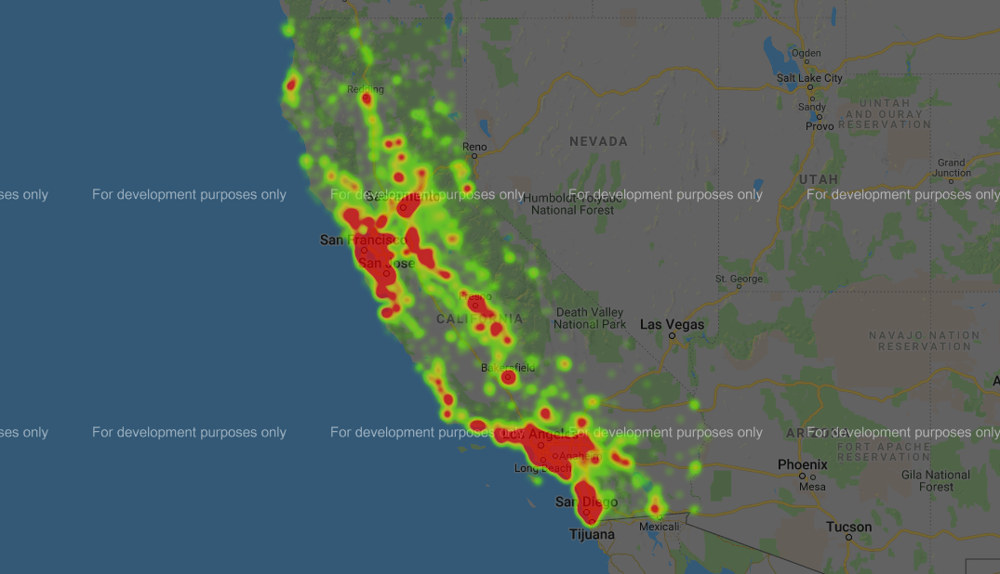 Ogden
Salt Lake City
Redding
Sandy
Provo
UINTAH
AND OURAY
RESERVATION
NEVADA
Reno
Grand
Junction
UTAH
ses only
For development purposes only
For development purposes only
For development purposes only
For development purposes only
Sacramento
Humboldt-Toiyabe
National Forest
San Francisco
San Jose
St. George
Fresno
CALIFORNIA
Death Valley
National Park
Las Vegas
NAVAJO NATION
RESERVATION
Bakersfield
A
ses only
For development purposes only
For development purposes only
For development purposes only
For development purposes only
Los Angeles
ARIZONA
FORT APACHE
RESERVATION
Anaheim
Long Beach
Phoenix
Mesa
Gila National
Forest
San Diego
Tijuana
Mexicali
Tucson